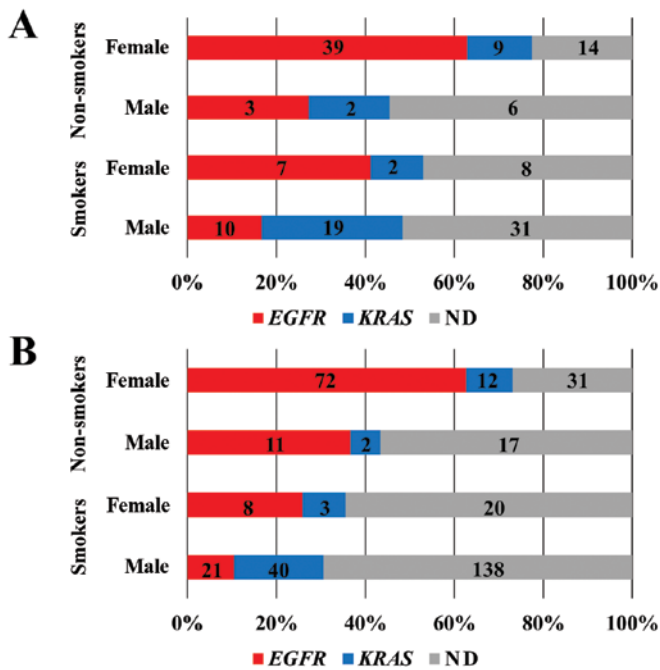 A
Non-smokers
Female 39 9 14
Male 3 2 6
Smokers
Female 7 2 8
Male 10 19 31
0% 20% 40% 60% 80% 100%
EGFR KRAS ND
B
Non-smokers
Female 72 12 31
Male 11 2 17
Smokers
Female 8 3 20
Male 21 40 138
0% 20% 40% 60% 80% 100%
EGFR KRAS ND